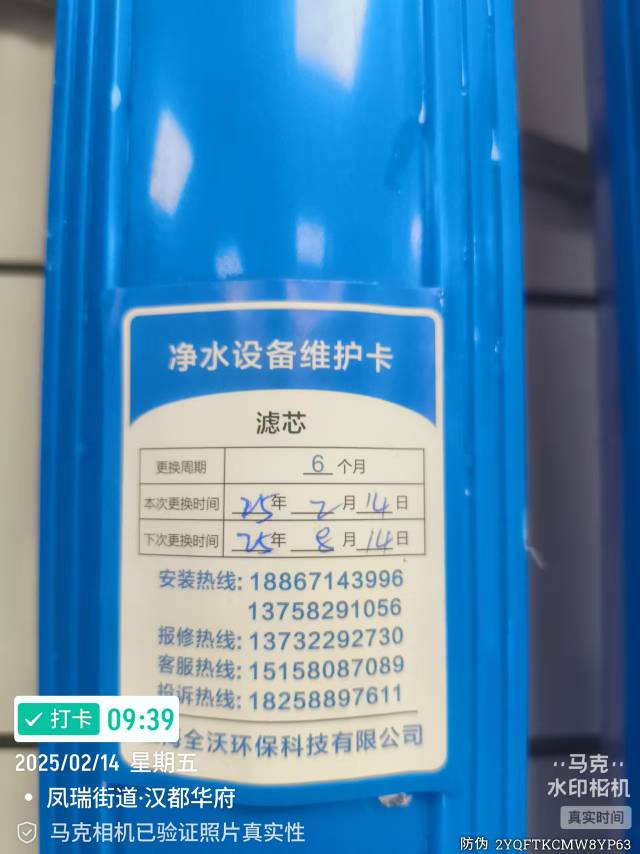 净水设备维护卡
滤芯
更换周期 6 个月
本次更换时间 25年 2 月 14 日
下次更换时间 25年 8 月 14 日
安装热线: 18867143996
13758291056
报修热线: 13732292730
客服热线: 15158087089
投诉热线: 18258897611
全沃环保科技有限公司
打卡 09:39
2025/02/14 星期五
凤瑞街道·汉都华府
马克相机已验证照片真实性
马克
水印相机
真实时间
防伪 2YQFTKCMW8YP63